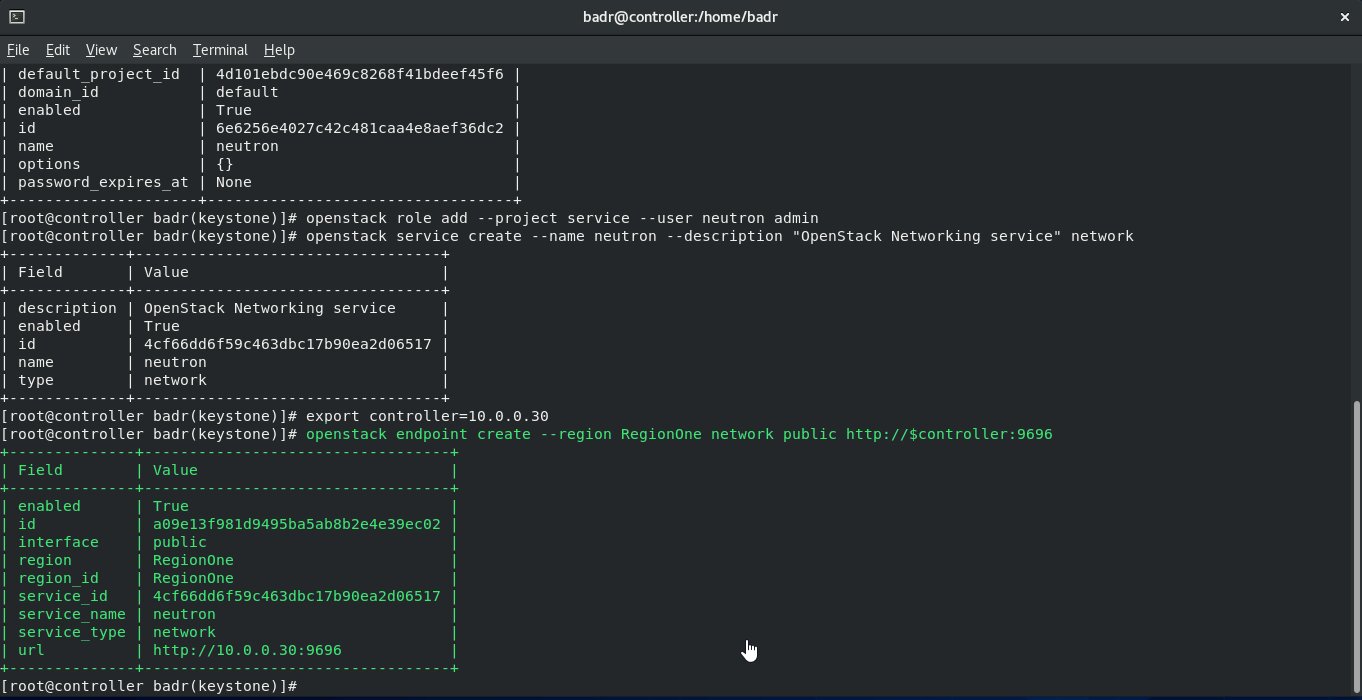 badr@controller:/home/badr
File Edit View Search Terminal Help
| default_project_id  | 4d101ebdc90e469c8268f41bdeef45f6 |
| domain_id           | default                          |
| enabled             | True                             |
| id                  | 6e6256e4027c42c481caa4e8aef36dc2 |
| name                | neutron                          |
| options             | {}                               |
| password_expires_at | None                             |
+---------------------+----------------------------------+
[root@controller badr(keystone)]# openstack role add --project service --user neutron admin
[root@controller badr(keystone)]# openstack service create --name neutron --description "OpenStack Networking service" network
+-------------+----------------------------------+
| Field       | Value                            |
+-------------+----------------------------------+
| description | OpenStack Networking service     |
| enabled     | True                             |
| id          | 4cf66dd6f59c463dbc17b90ea2d06517 |
| name        | neutron                          |
| type        | network                          |
+-------------+----------------------------------+
[root@controller badr(keystone)]# export controller=10.0.0.30
[root@controller badr(keystone)]# openstack endpoint create --region RegionOne network public http://$controller:9696
+--------------+----------------------------------+
| Field        | Value                            |
+--------------+----------------------------------+
| enabled      | True                             |
| id           | a09e13f981d9495ba5ab8b2e4e39ec02 |
| interface    | public                           |
| region       | RegionOne                        |
| region_id    | RegionOne                        |
| service_id   | 4cf66dd6f59c463dbc17b90ea2d06517 |
| service_name | neutron                          |
| service_type | network                          |
| url          | http://10.0.0.30:9696            |
+--------------+----------------------------------+
[root@controller badr(keystone)]#